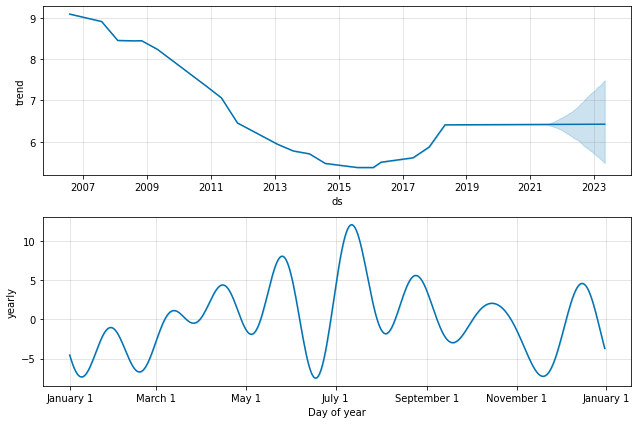 9
8
7
6
trend
2007 2009 2011 2013 2015 2017 2019 2021 2023
ds
10
5
0
−5
yearly
January 1 March 1 May 1 July 1 September 1 November 1 January 1
Day of year